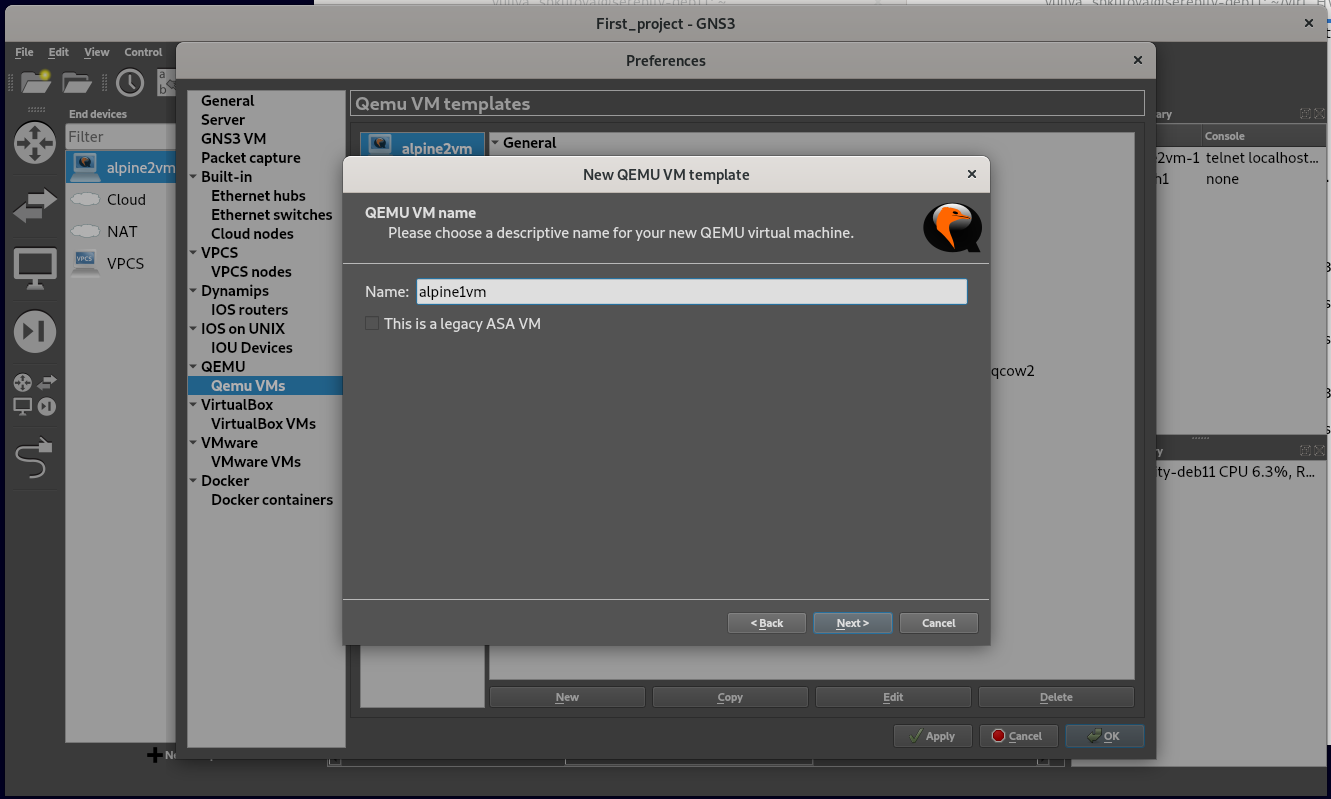 First_project - GNS3
File Edit View Control
Preferences
General
Server
GNS3 VM
Packet capture
Built-in
Ethernet hubs
Ethernet switches
Cloud nodes
VPCS
VPCS nodes
Dynamips
IOS routers
IOS on UNIX
IOU Devices
QEMU
Qemu VMs
VirtualBox
VirtualBox VMs
VMware
VMware VMs
Docker
Docker containers
End devices
Filter
alpine2vm
Cloud
NAT
VPCS
VPCS
Qemu VM templates
alpine2vm
General
qcow2
New QEMU VM template
QEMU VM name
Please choose a descriptive name for your new QEMU virtual machine.
Name: alpine1vm
This is a legacy ASA VM
< Back Next > Cancel
New Copy Edit Delete
Apply Cancel OK
ary
Console
2vm-1 telnet localhost...
n1 none
ity-deb11 CPU 6.3%, R...